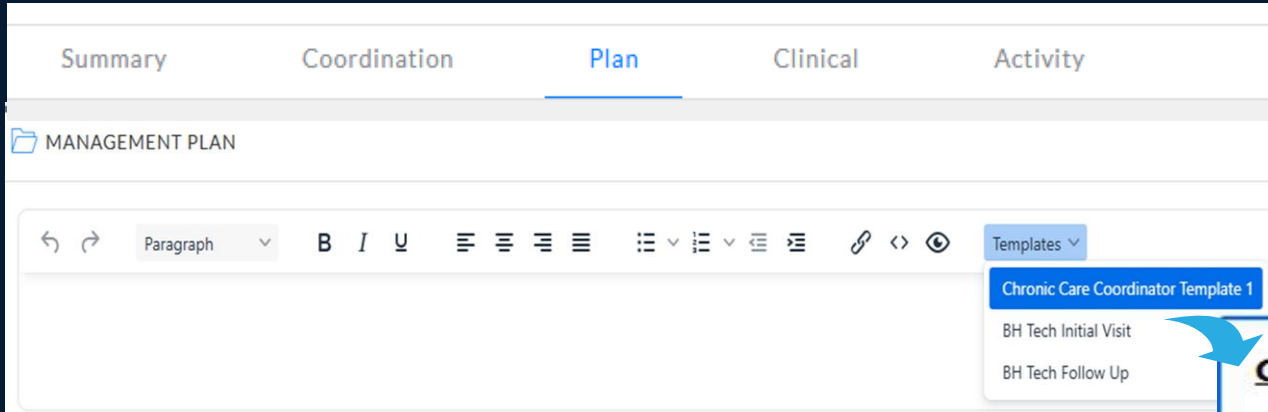 Summary Coordination Plan Clinical Activity
MANAGEMENT PLAN
Paragraph B I U Templates
Chronic Care Coordinator Template 1
BH Tech Initial Visit
BH Tech Follow Up